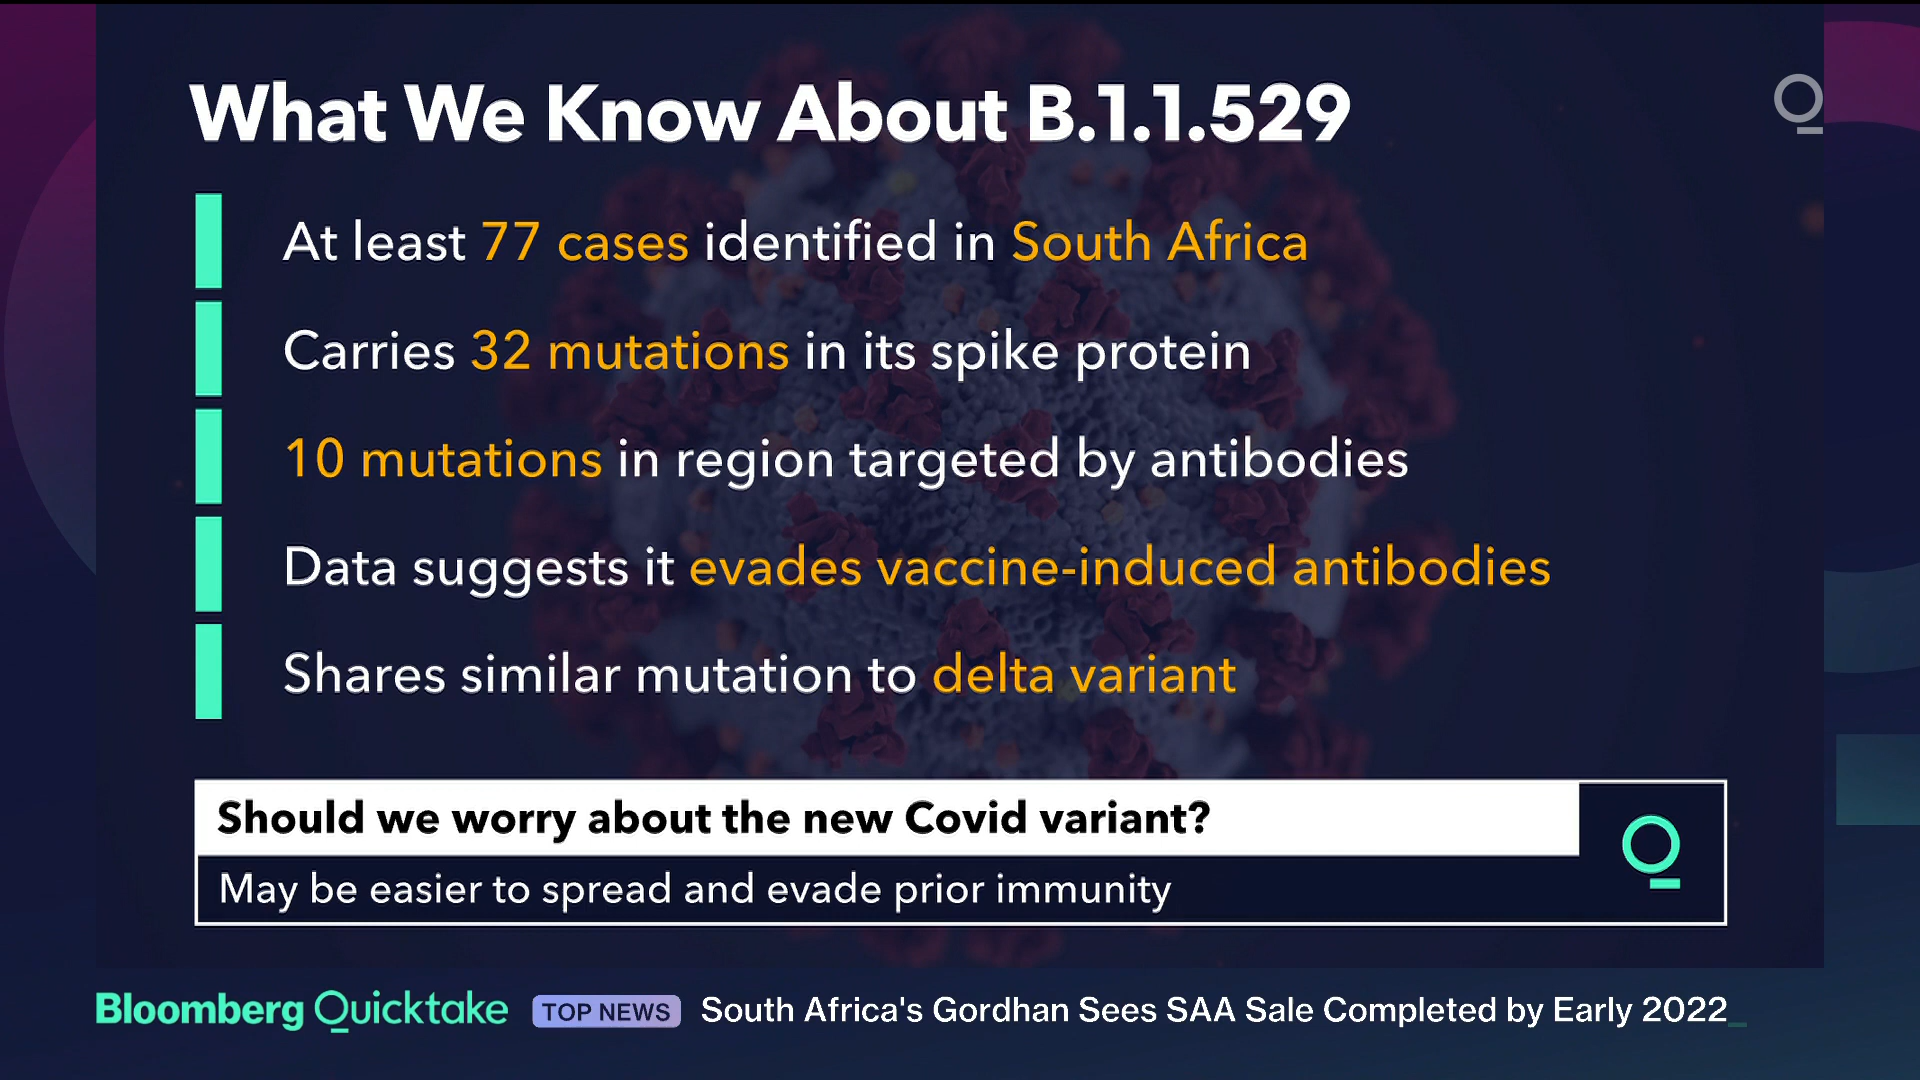 What We Know About B.1.1.529
At least 77 cases identified in South Africa
Carries 32 mutations in its spike protein
10 mutations in region targeted by antibodies
Data suggests it evades vaccine-induced antibodies
Shares similar mutation to delta variant
Should we worry about the new Covid variant?
May be easier to spread and evade prior immunity
Bloomberg Quicktake TOP NEWS South Africa's Gordhan Sees SAA Sale Completed by Early 2022_